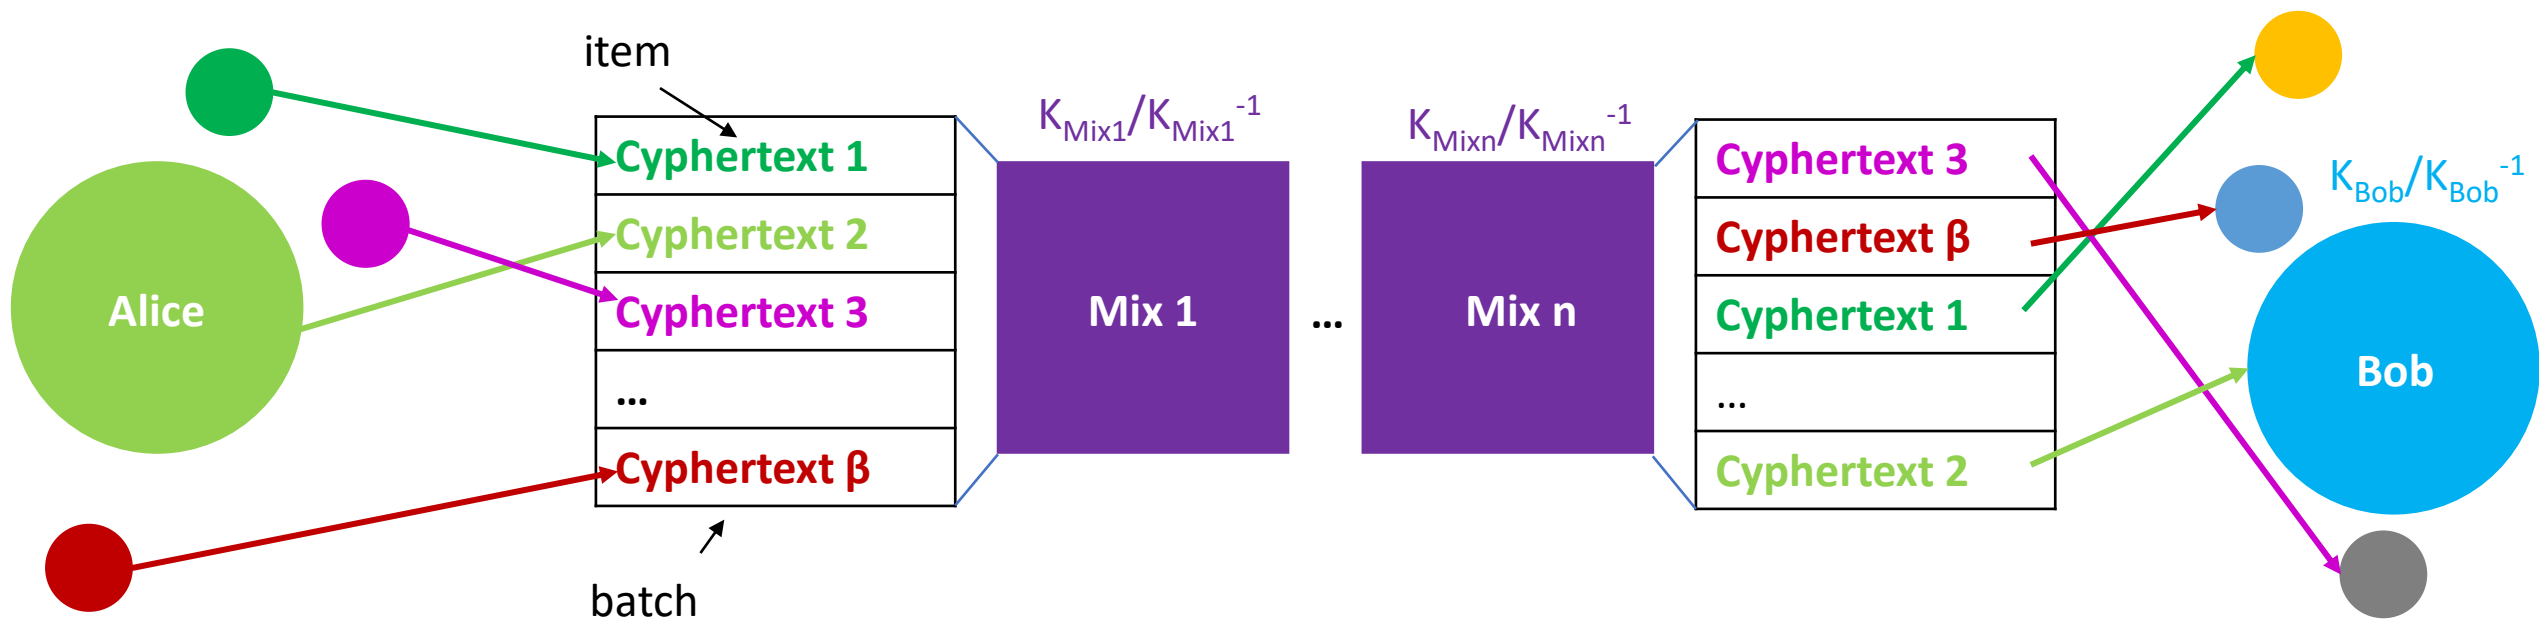 item
K_Mix1/K_Mix1^-1
K_Mixn/K_Mixn^-1
Cyphertext 1
Cyphertext 2
Cyphertext 3
...
Cyphertext β
batch
Alice
Mix 1
...
Mix n
Cyphertext 3
Cyphertext β
Cyphertext 1
...
Cyphertext 2
K_Bob/K_Bob^-1
Bob